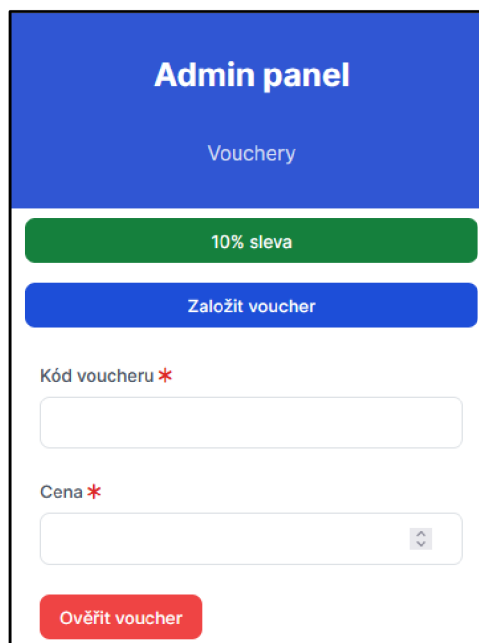 Admin panel
Vouchery
10% sleva
Založit voucher
Kód voucheru *
Cena *
Ověřit voucher